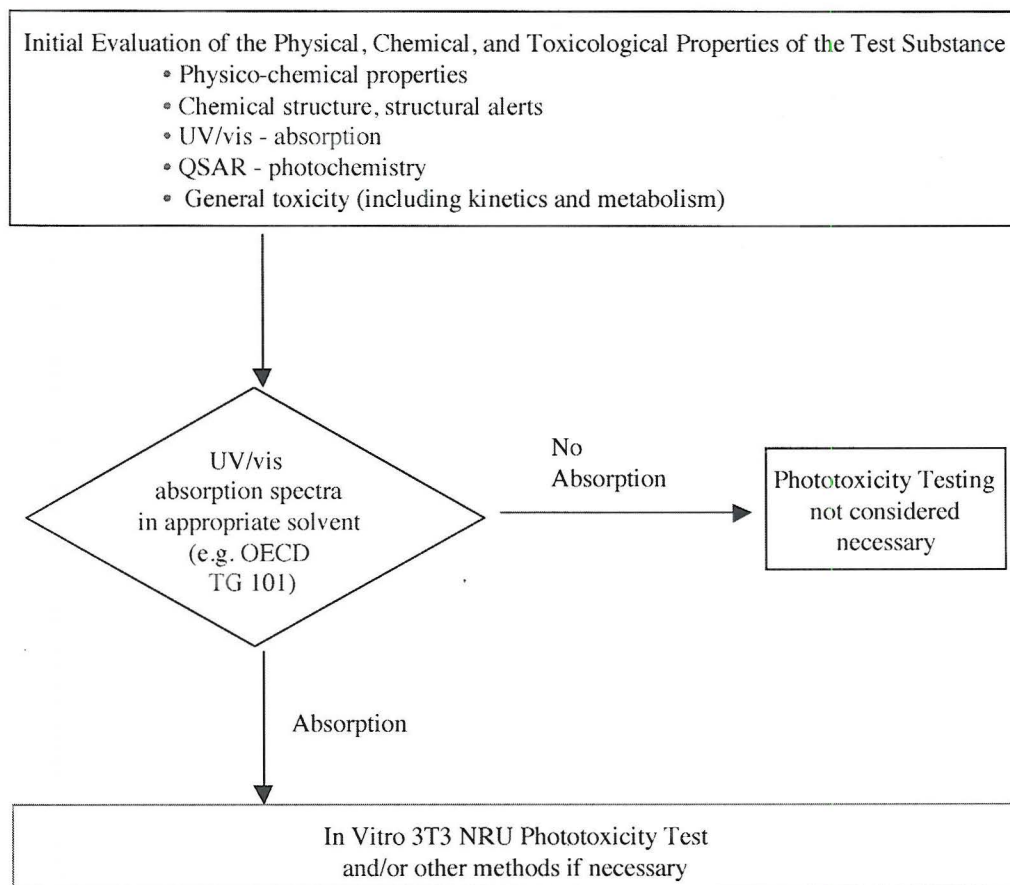 Initial Evaluation of the Physical, Chemical, and Toxicological Properties of the Test Substance
• Physico-chemical properties
• Chemical structure, structural alerts
• UV/vis - absorption
• QSAR - photochemistry
• General toxicity (including kinetics and metabolism)
UV/vis
absorption spectra
in appropriate solvent
(e.g. OECD
TG 101)
No
Absorption
Phototoxicity Testing
not considered
necessary
Absorption
In Vitro 3T3 NRU Phototoxicity Test
and/or other methods if necessary